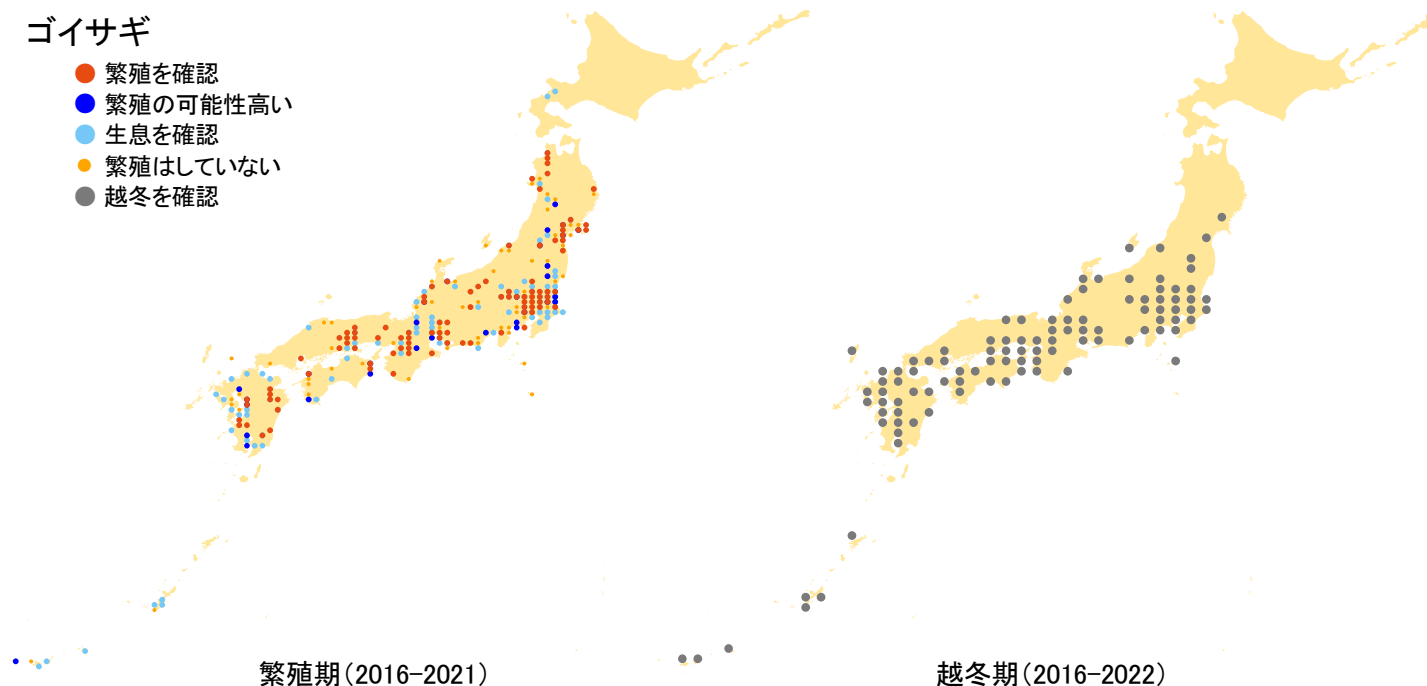 ゴイサギ
繁殖を確認
繁殖の可能性高い
生息を確認
繁殖はしていない
越冬を確認
繁殖期(2016-2021)
越冬期(2016-2022)